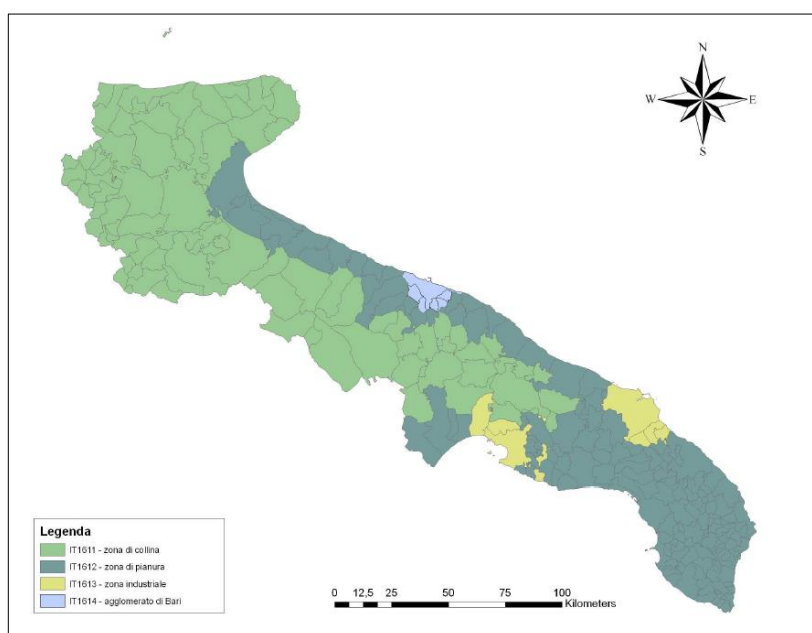 N
W E
S
Legenda
IT1611 - zona di collina
IT1612 - zona di pianura
IT1613 - zona industriale
IT1614 - agglomerato di Bari
0 12,5 25 50 75 100
Kilometers